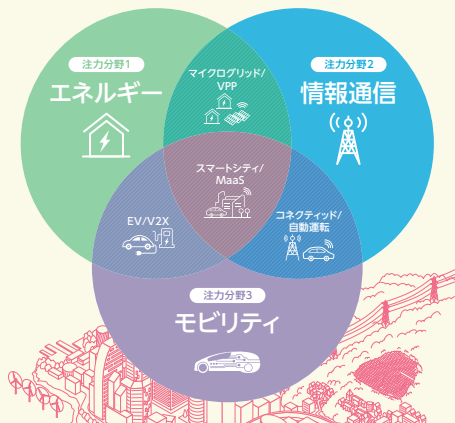 注力分野1
エネルギー
マイクログリッド/
VPP
注力分野2
情報通信
スマートシティ/
MaaS
EV/V2X
コネクティッド/
自動運転
注力分野3
モビリティ